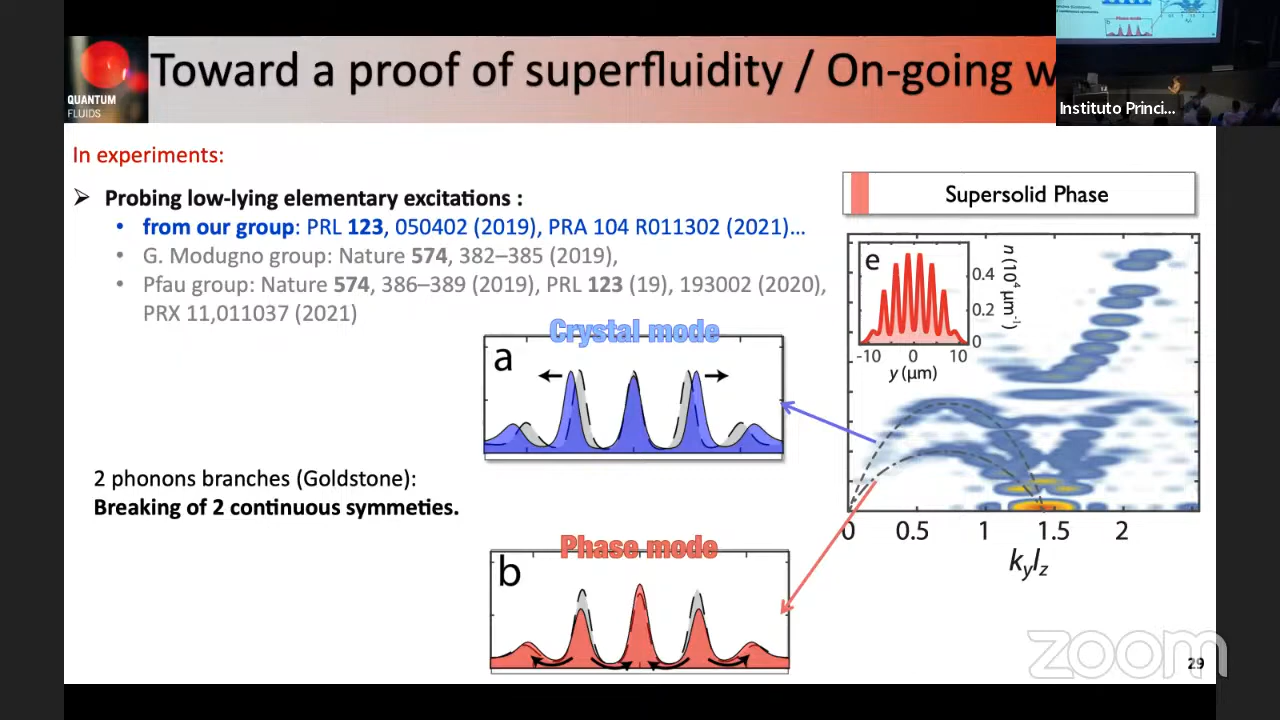 Toward a proof of superfluidity / On-going w
QUANTUM
FLUIDS
Phase mode
Instituto Princi...
In experiments:
➢ Probing low-lying elementary excitations :
• from our group: PRL 123, 050402 (2019), PRA 104 R011302 (2021)...
• G. Modugno group: Nature 574, 382–385 (2019),
• Pfau group: Nature 574, 386–389 (2019), PRL 123 (19), 193002 (2020),
PRX 11,011037 (2021)
Supersolid Phase
e
n (10⁴ μm⁻¹)
0.4
0.2
0
-10 0 10
y (μm)
Crystal mode
a
2 phonons branches (Goldstone):
Breaking of 2 continuous symmeties.
0 0.5 1 1.5 2
kylz
Phase mode
b
zoom
29